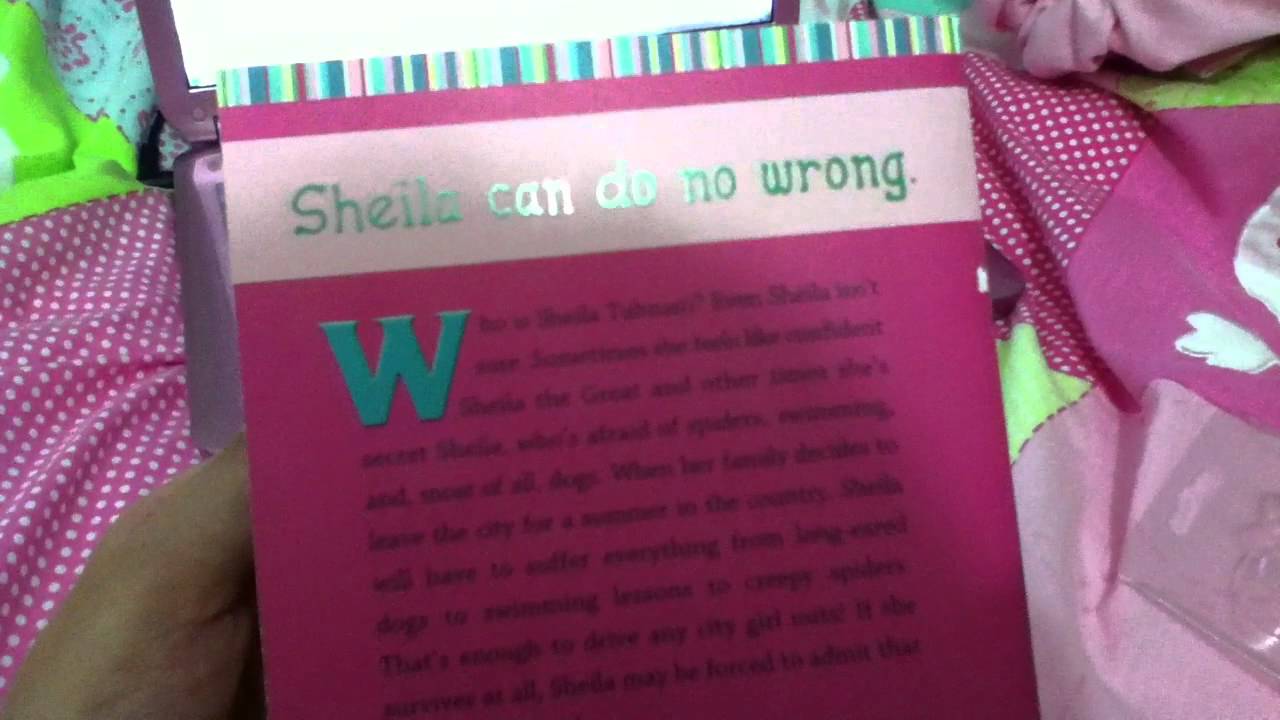 Sheila can do no wrong.
Who is Sheila Tubman? Even Sheila isn't
sure. Sometimes she feels like confident
Sheila the Great and other times she's
secret Sheila, who's afraid of spiders, swimming,
and, most of all, dogs. When her family decides to
leave the city for a summer in the country, Sheila
will have to suffer everything from long-eared
dogs to swimming lessons to creepy spiders
That's enough to drive any city girl nuts! If she
survives at all, Sheila may be forced to admit that